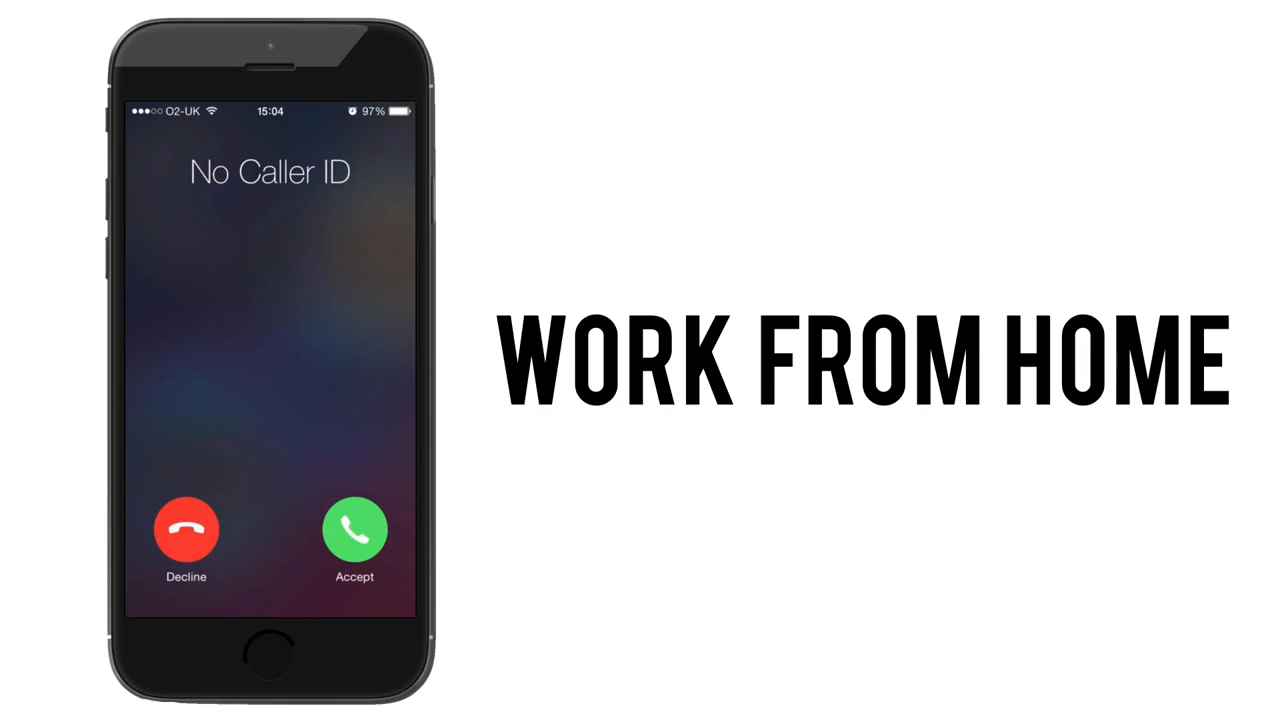 O2-UK 15:04 97%
No Caller ID
WORK FROM HOME
Decline Accept